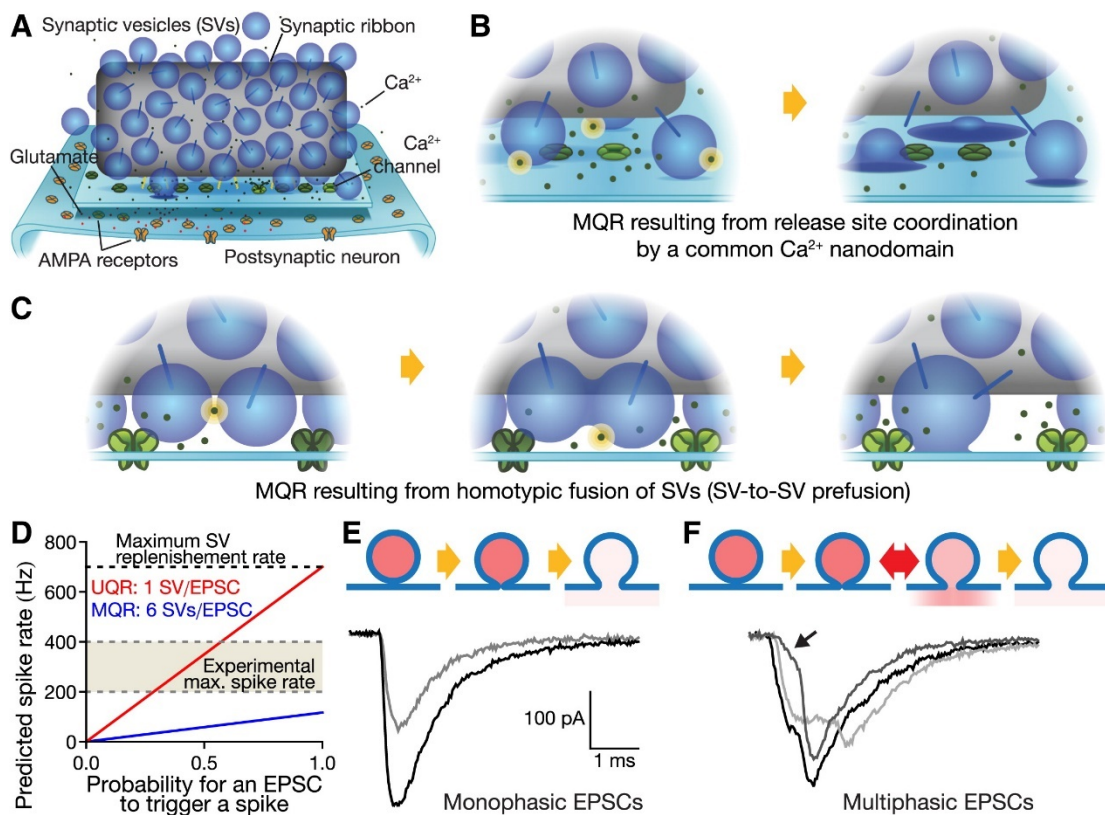 A
Synaptic vesicles (SVs)
Synaptic ribbon
Ca2+
Ca2+
channel
Glutamate
AMPA receptors
Postsynaptic neuron
B
MQR resulting from release site coordination
by a common Ca2+ nanodomain
C
MQR resulting from homotypic fusion of SVs (SV-to-SV prefusion)
D
Predicted spike rate (Hz)
800
600
400
200
0
Maximum SV
replenishement rate
UQR: 1 SV/EPSC
MQR: 6 SVs/EPSC
Experimental
max. spike rate
0.0
0.5
1.0
Probability for an EPSC
to trigger a spike
E
100 pA
1 ms
Monophasic EPSCs
F
Multiphasic EPSCs